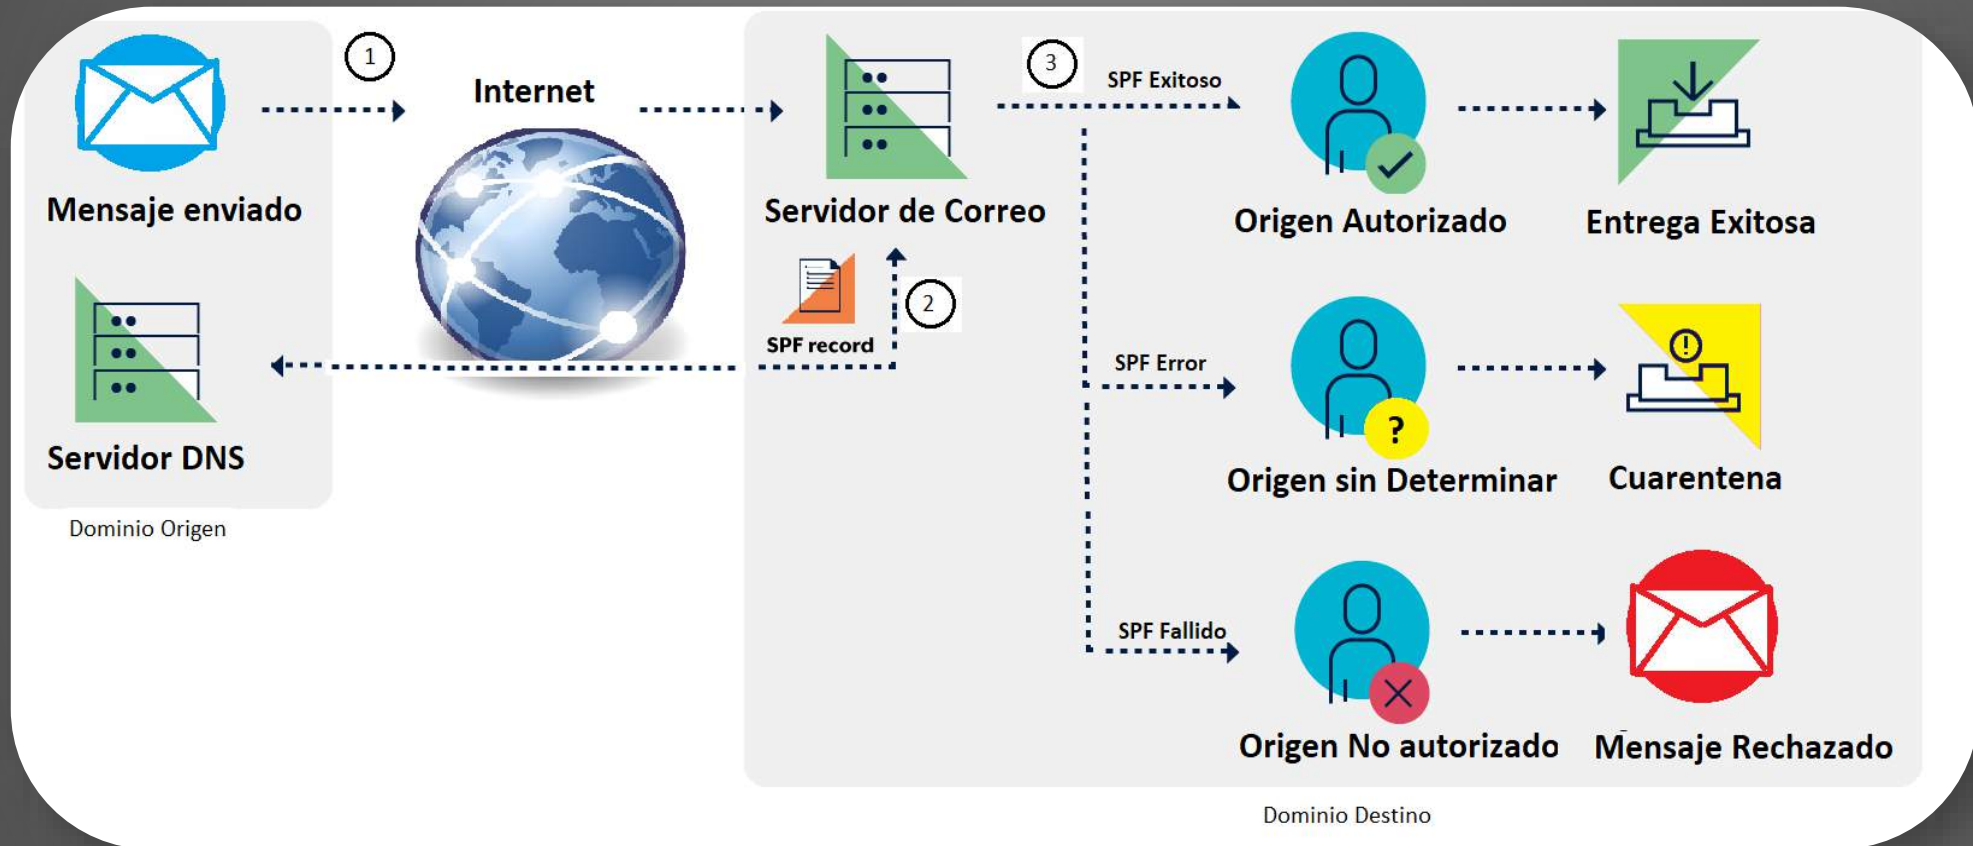 1
Internet
3
SPF Exitoso
Mensaje enviado
Servidor de Correo
Origen Autorizado
Entrega Exitosa
2
SPF record
SPF Error
?
!
Servidor DNS
Origen sin Determinar
Cuarentena
Dominio Origen
SPF Fallido
Origen No autorizado
Mensaje Rechazado
Dominio Destino